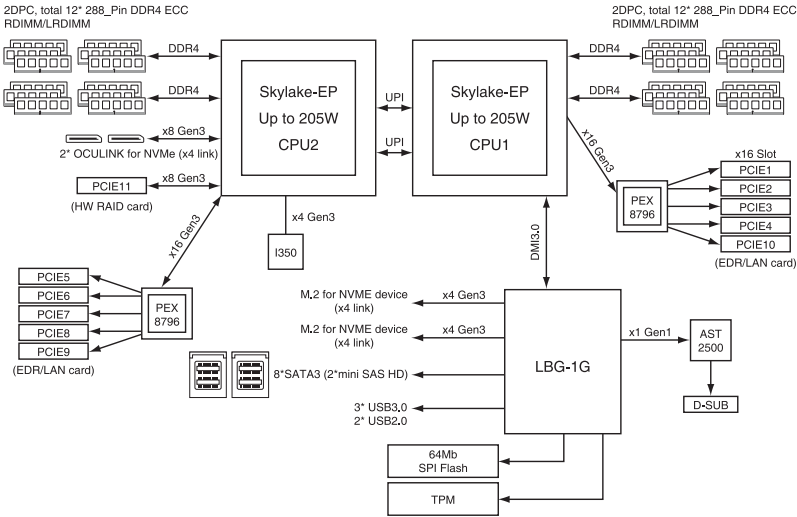 2DPC, total 12* 288_Pin DDR4 ECC
RDIMM/LRDIMM
2DPC, total 12* 288_Pin DDR4 ECC
RDIMM/LRDIMM
DDR4
DDR4
DDR4
DDR4
Skylake-EP
Up to 205W
CPU2
UPI
UPI
Skylake-EP
Up to 205W
CPU1
x8 Gen3
2* OCULINK for NVMe (x4 link)
x8 Gen3
PCIE11
(HW RAID card)
x16 Gen3
x4 Gen3
I350
x16 Gen3
PEX
8796
x16 Slot
PCIE1
PCIE2
PCIE3
PCIE4
PCIE10
(EDR/LAN card)
DMI3.0
PCIE5
PCIE6
PCIE7
PCIE8
PCIE9
(EDR/LAN card)
PEX
8796
M.2 for NVME device
(x4 link)
x4 Gen3
M.2 for NVME device
(x4 link)
x4 Gen3
8*SATA3 (2*mini SAS HD)
3* USB3.0
2* USB2.0
LBG-1G
x1 Gen1
AST
2500
D-SUB
64Mb
SPI Flash
TPM